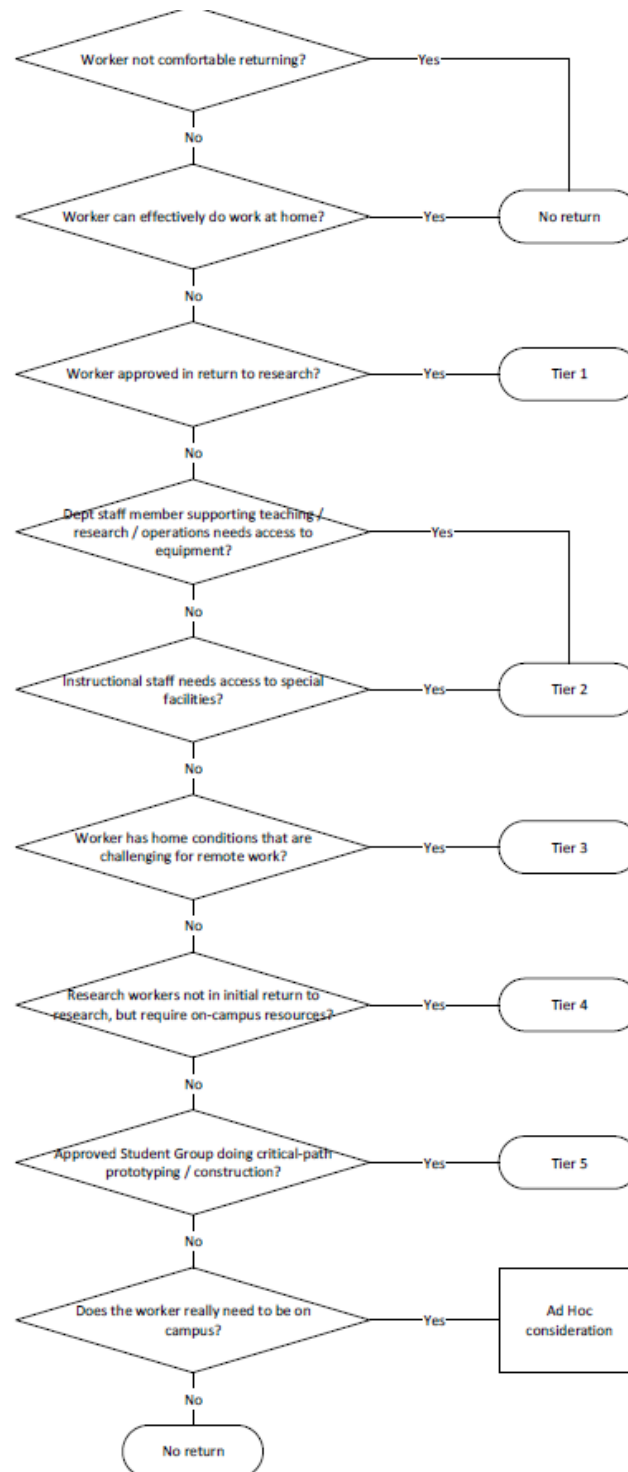 Worker not comfortable returning?
Yes
No
Worker can effectively do work at home?
Yes
No return
No
Worker approved in return to research?
Yes
Tier 1
No
Dept staff member supporting teaching /
research / operations needs access to
equipment?
Yes
No
Instructional staff needs access to special
facilities?
Yes
Tier 2
No
Worker has home conditions that are
challenging for remote work?
Yes
Tier 3
No
Research workers not in initial return to
research, but require on-campus resources?
Yes
Tier 4
No
Approved Student Group doing critical-path
prototyping / construction?
Yes
Tier 5
No
Does the worker really need to be on
campus?
Yes
Ad Hoc
consideration
No
No return